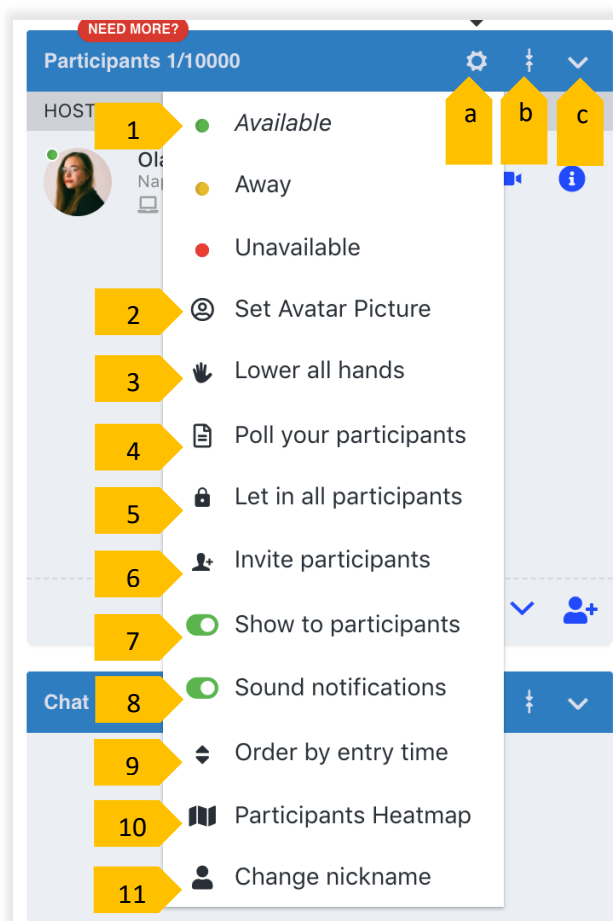 NEED MORE?
Participants 1/10000
a b c
HOST
1 Available
Ola
Away
Unavailable
2 Set Avatar Picture
3 Lower all hands
4 Poll your participants
5 Let in all participants
6 Invite participants
7 Show to participants
Chat
8 Sound notifications
9 Order by entry time
10 Participants Heatmap
11 Change nickname